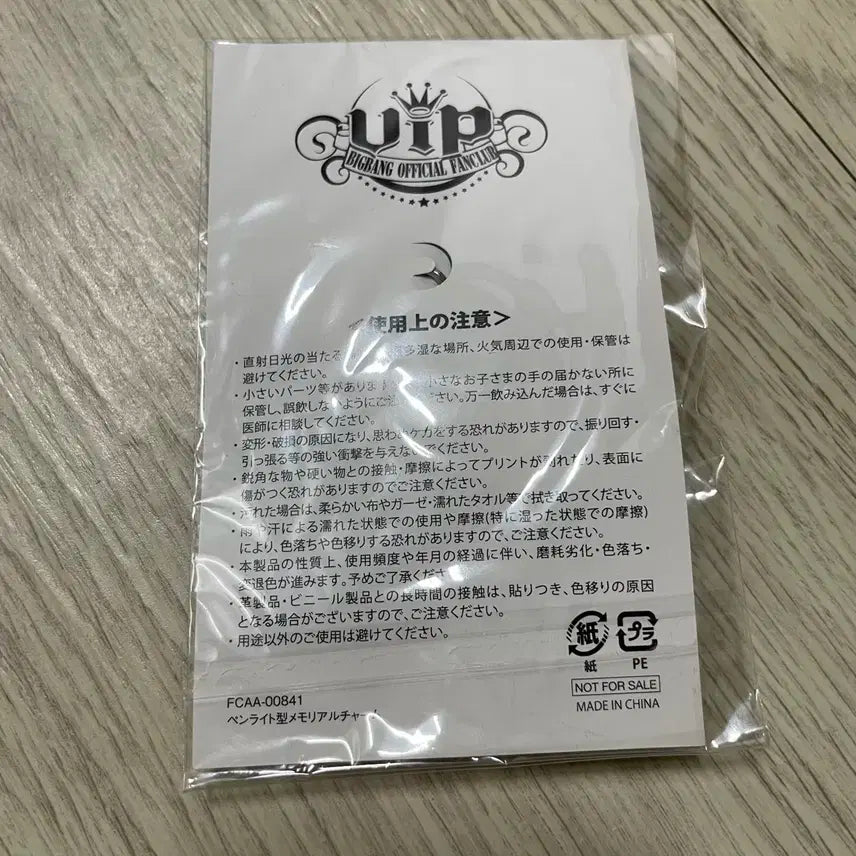 ViP
BIGBANG OFFICIAL FANCLUB
使用上の注意＞
・直射日光の当たる 多湿な場所、火気周辺での使用・保管は
避けてください。
・小さいパーツ等があります 小さなお子さまの手の届かない所に
保管し、誤飲しないようにご注 ださい。万一飲み込んだ場合は、すぐに
医師に相談してください。
・変形・破損の原因になり、思わぬケガをする恐れがありますので、振り回す・
引っ張る等の強い衝撃を与えないでください。
・鋭角な物や硬い物との接触・摩擦によってプリントが剥れたり、表面に
傷がつく恐れがありますのでご注意ください。
・汚れた場合は、柔らかい布やガーゼ・濡れたタオル等で拭き取ってください。
・雨や汗による濡れた状態での使用や摩擦(特に湿った状態での摩擦)
により、色落ちや色移りする恐れがありますので、ご注意ください。
・本製品の性質上、使用頻度や年月の経過に伴い、磨耗劣化・色落ち・
変退色が進みます。予めご了承くださ
・革製品・ビニール製品との長時間の接触は、貼りつき、色移りの原因
となる場合がございますので、ご注意ください。
・用途以外のご使用は避けてください。
紙 プラ
紙 PE
NOT FOR SALE
MADE IN CHINA
FCAA-00841
ペンライト型メモリアルチャー